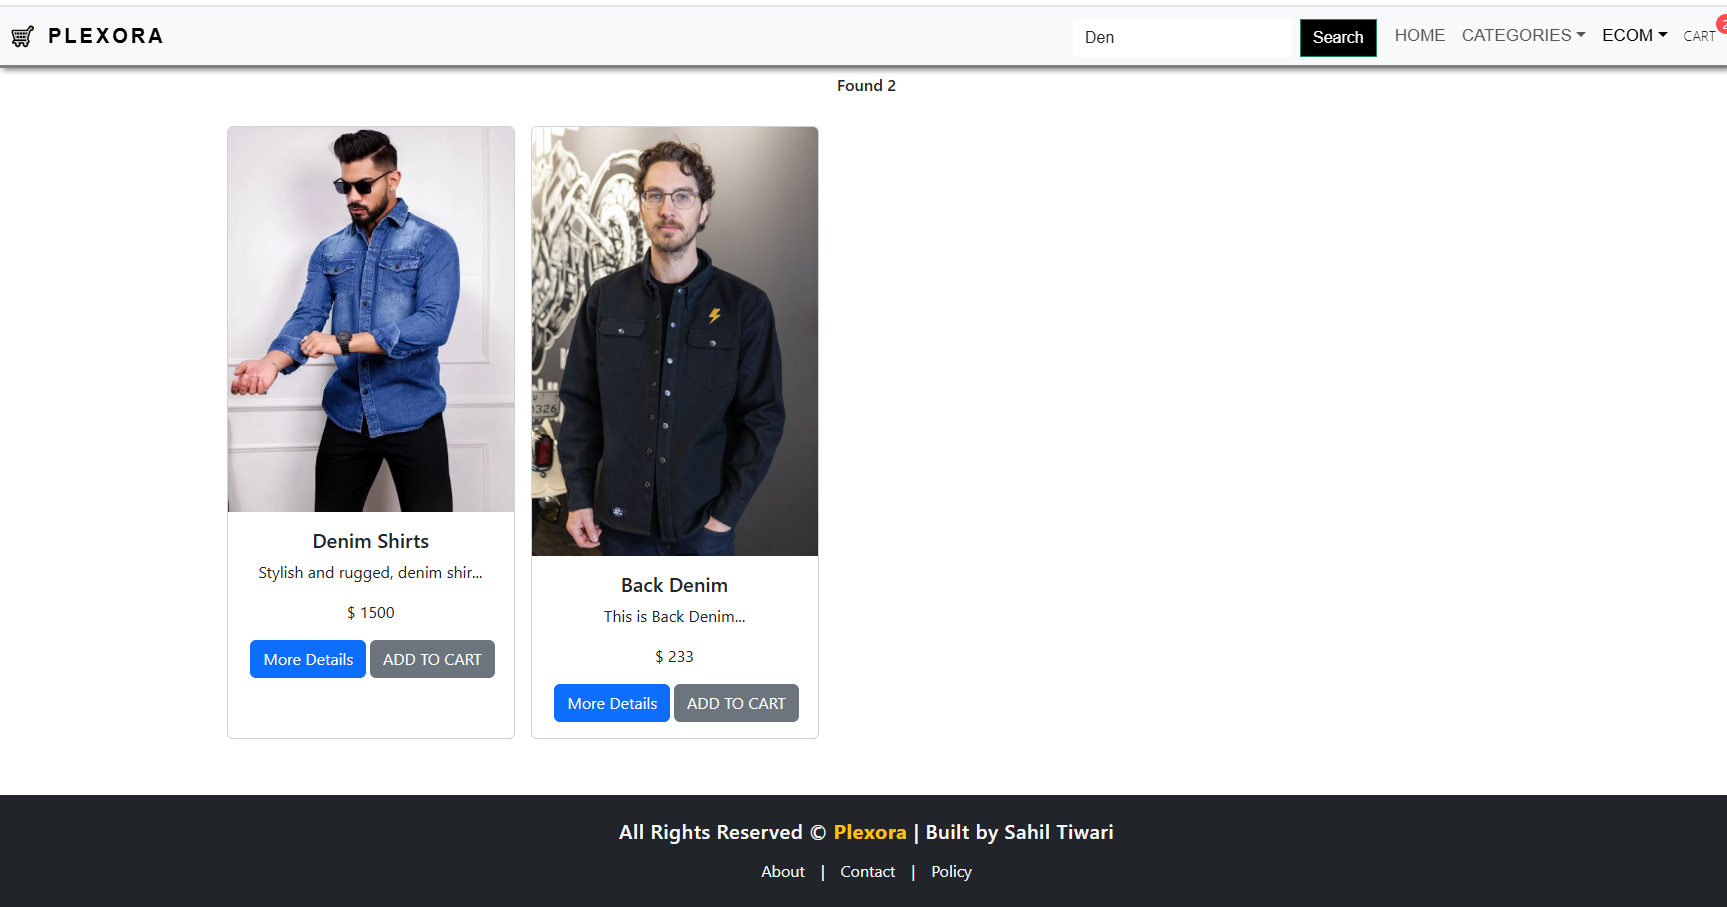 PLEXORA
Den
Search
HOME
CATEGORIES
ECOM
CART
2
Found 2
Denim Shirts
Stylish and rugged, denim shir...
$ 1500
More Details
ADD TO CART
0326
Back Denim
This is Back Denim...
$ 233
More Details
ADD TO CART
All Rights Reserved © Plexora | Built by Sahil Tiwari
About | Contact | Policy